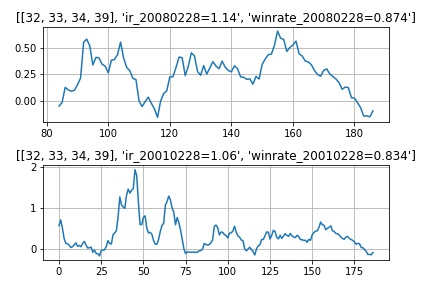 [[32, 33, 34, 39], 'ir_20080228=1.14', 'winrate_20080228=0.874']
0.50
0.25
0.00
80 100 120 140 160 180
[[32, 33, 34, 39], 'ir_20010228=1.06', 'winrate_20010228=0.834']
2
1
0
0 25 50 75 100 125 150 175